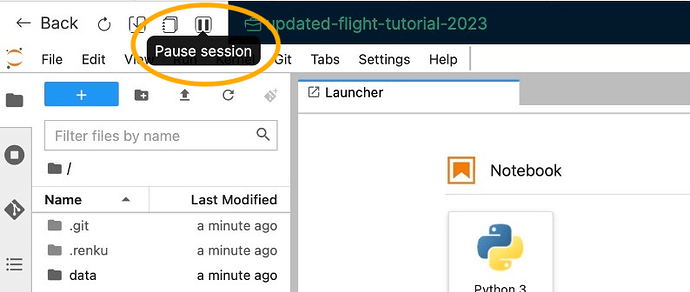 Back
updated-flight-tutorial-2023
Pause session
File Edit View Run Kernel Git Tabs Settings Help
Launcher
Filter files by name
/
Notebook
Name Last Modified
.git a minute ago
.renku a minute ago
data a minute ago
Python 3